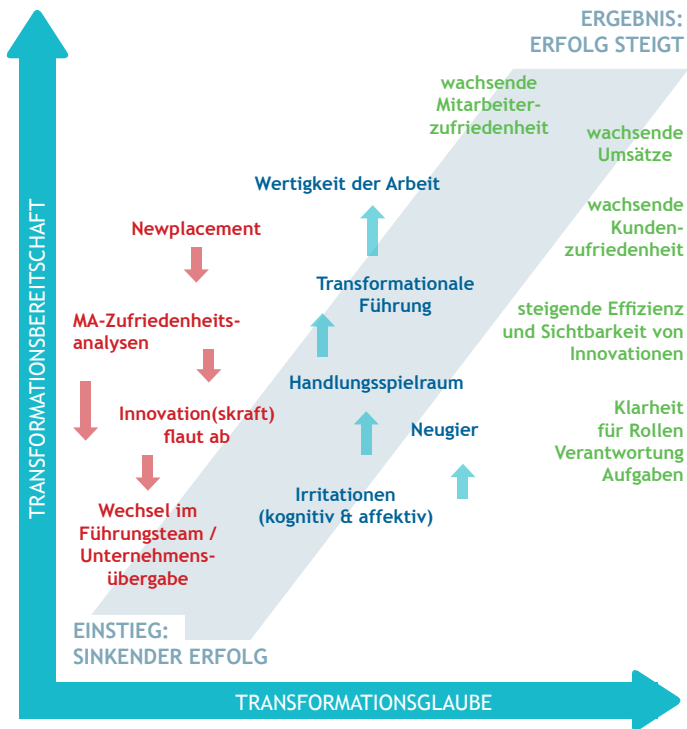 ERGEBNIS:
ERFOLG STEIGT
wachsende
Mitarbeiter-
zufriedenheit
wachsende
Umsätze
Wertigkeit der Arbeit
wachsende
Kunden-
zufriedenheit
Newplacement
Transformationale
Führung
steigende Effizienz
und Sichtbarkeit von
Innovationen
MA-Zufriedenheits-
analysen
Handlungsspielraum
Innovation(skraft)
flaut ab
Neugier
Klarheit
für Rollen
Verantwortung
Aufgaben
Irritationen
(kognitiv & affektiv)
Wechsel im
Führungsteam /
Unternehmens-
übergabe
EINSTIEG:
SINKENDER ERFOLG
TRANSFORMATIONSBEREITSCHAFT
TRANSFORMATIONSGLAUBE